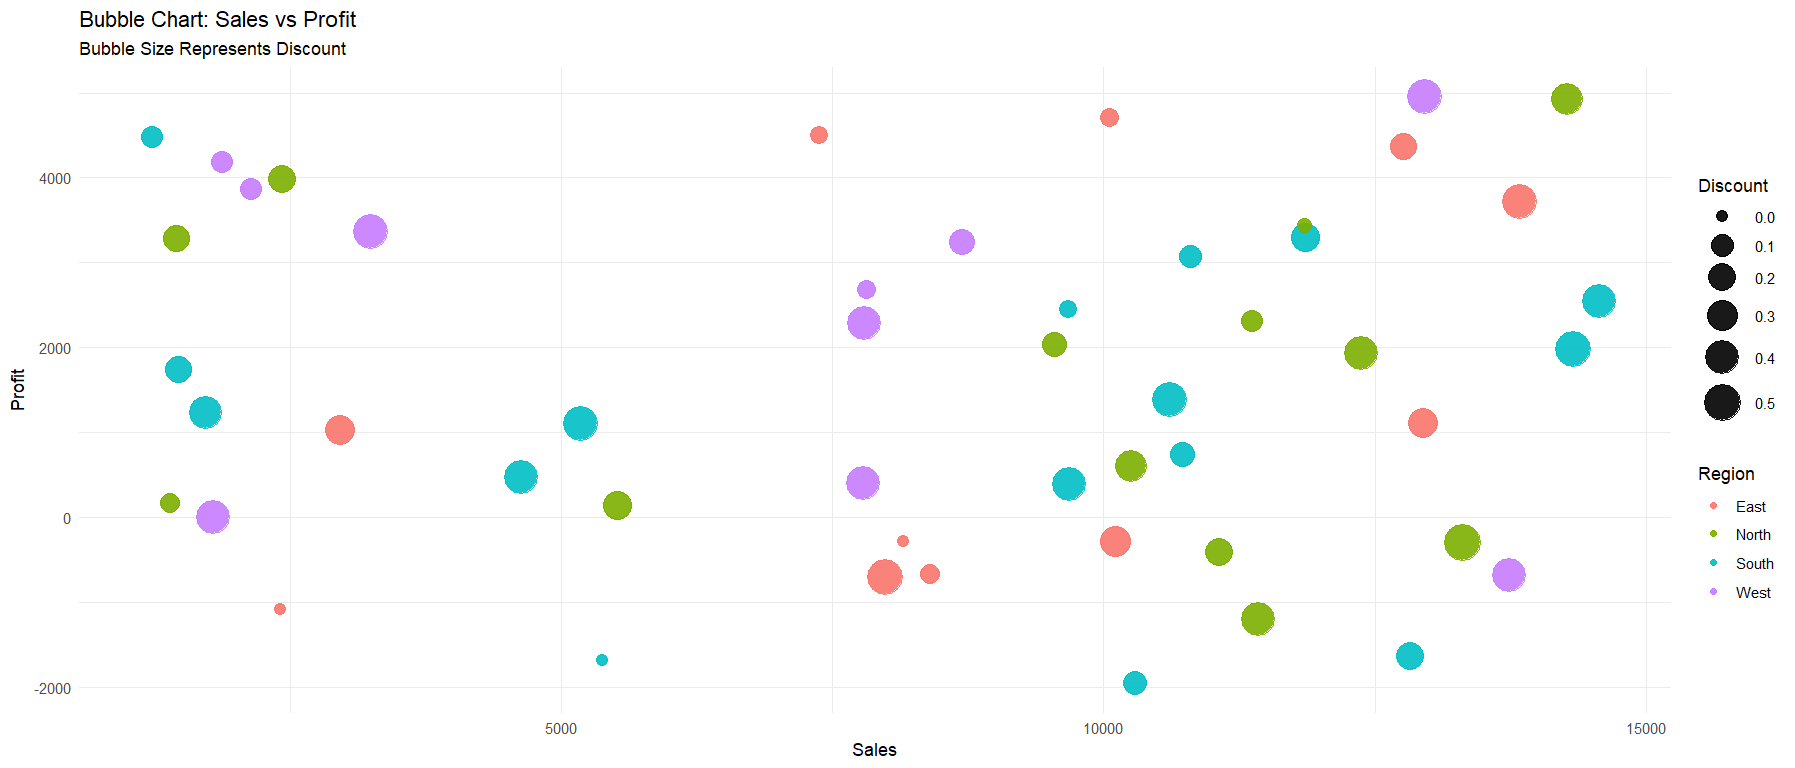 Bubble Chart: Sales vs Profit
Bubble Size Represents Discount
Profit
4000
2000
0
-2000
5000
10000
15000
Sales
Discount
0.0
0.1
0.2
0.3
0.4
0.5
Region
East
North
South
West